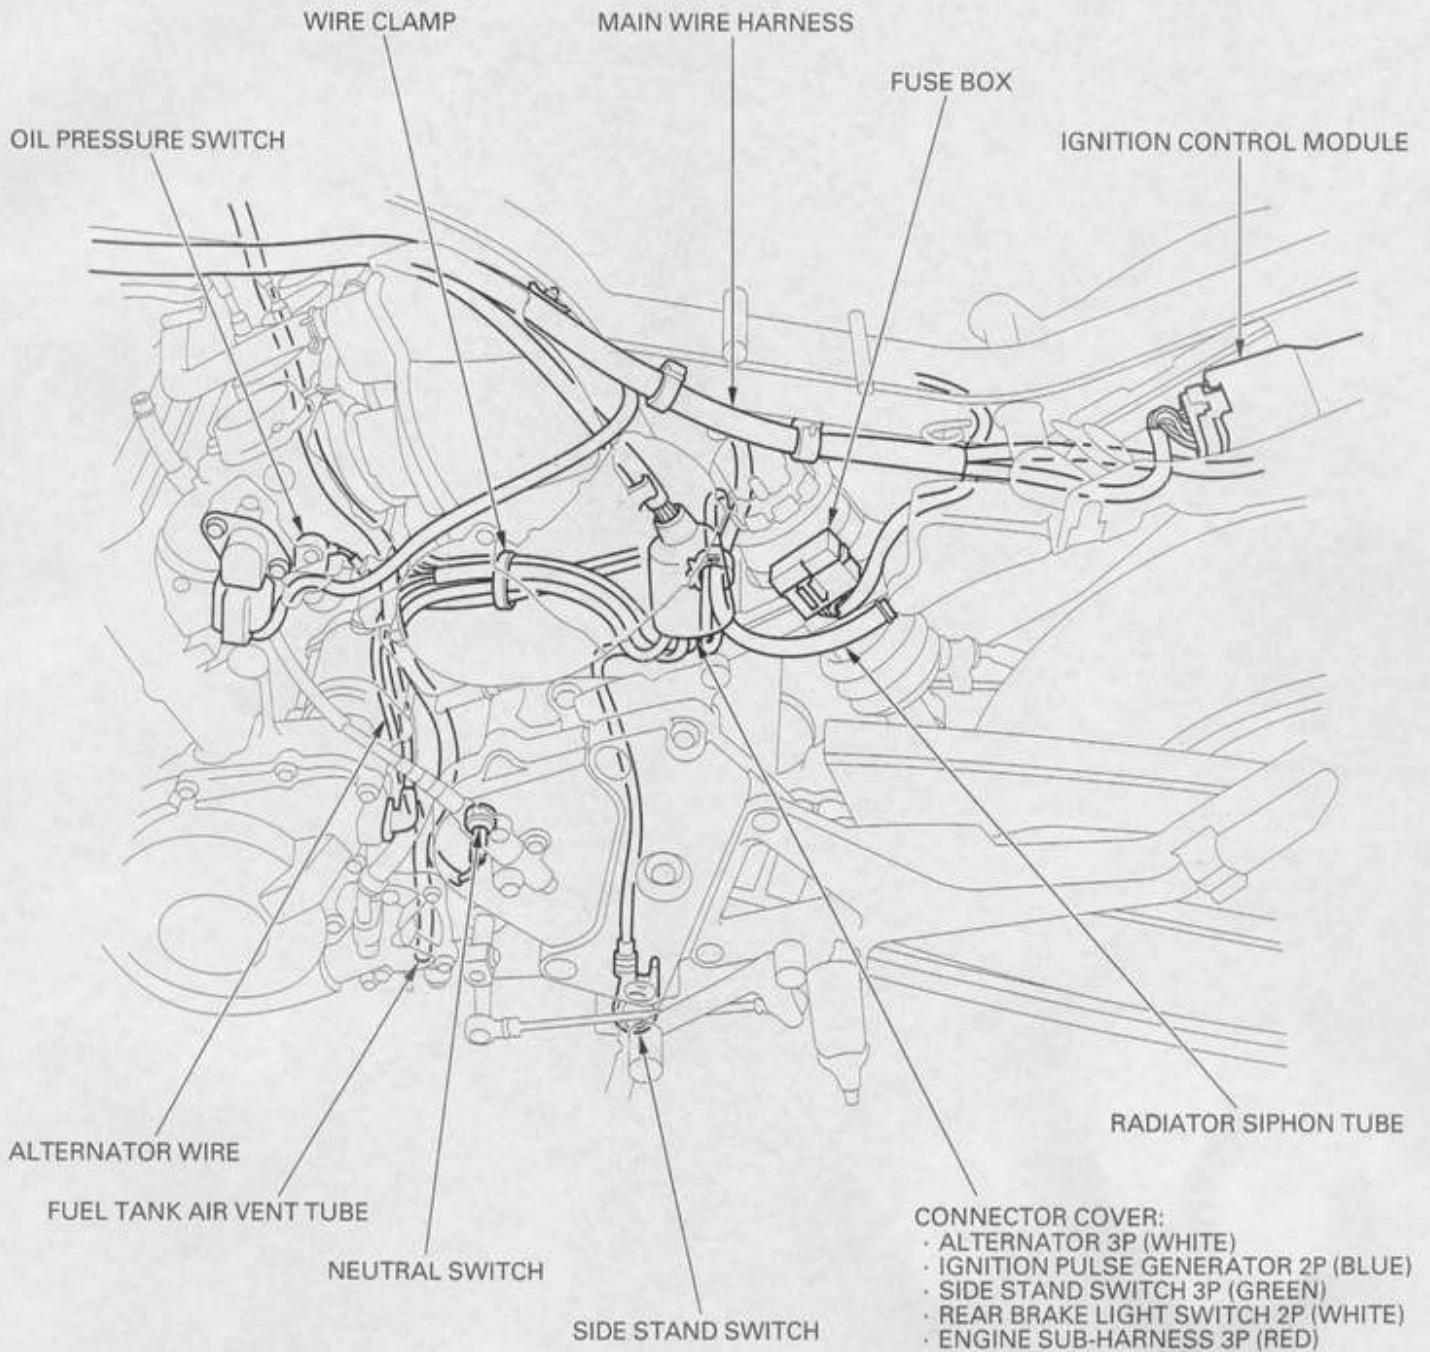 WIRE CLAMP
MAIN WIRE HARNESS
FUSE BOX
OIL PRESSURE SWITCH
IGNITION CONTROL MODULE
ALTERNATOR WIRE
RADIATOR SIPHON TUBE
FUEL TANK AIR VENT TUBE
NEUTRAL SWITCH
SIDE STAND SWITCH
CONNECTOR COVER:
· ALTERNATOR 3P (WHITE)
· IGNITION PULSE GENERATOR 2P (BLUE)
· SIDE STAND SWITCH 3P (GREEN)
· REAR BRAKE LIGHT SWITCH 2P (WHITE)
· ENGINE SUB-HARNESS 3P (RED)